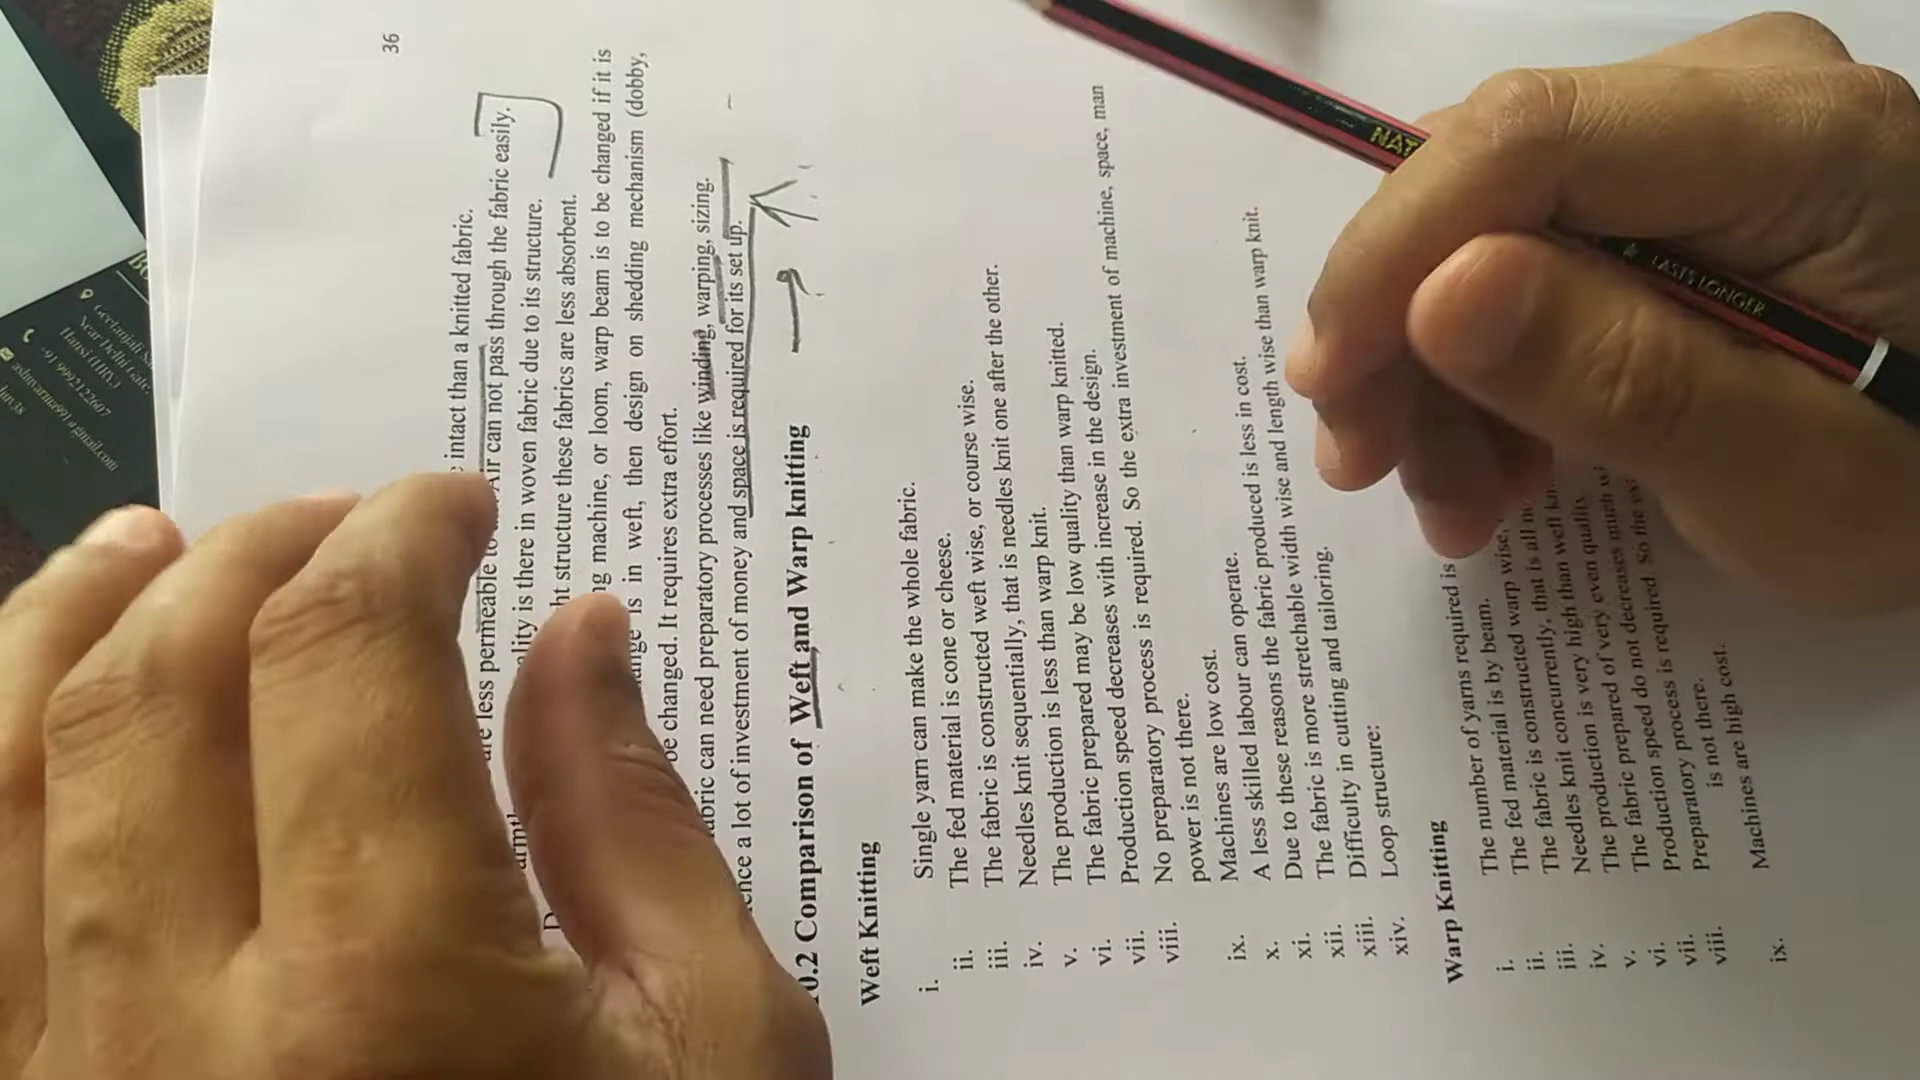 36
intact than a knitted fabric.
are less permeable to Air can not pass through the fabric easily.
is there in woven fabric due to its structure.
structure these fabrics are less absorbent.
machine, or loom, warp beam is to be changed if it is
is in weft, then design on shedding mechanism (dobby,
be changed. It requires extra effort.
can need preparatory processes like winding, warping, sizing.
a lot of investment of money and space is required for its set up.
0.2 Comparison of Weft and Warp knitting
Weft Knitting
i. Single yarn can make the whole fabric.
ii. The fed material is cone or cheese.
iii. The fabric is constructed weft wise, or course wise.
iv. Needles knit sequentially, that is needles knit one after the other.
v. The production is less than warp knit.
vi. The fabric prepared may be low quality than warp knitted.
vii. Production speed decreases with increase in the design.
viii. No preparatory process is required. So the extra investment of machine, space, man
power is not there.
ix. Machines are low cost.
x. A less skilled labour can operate.
xi. Due to these reasons the fabric produced is less in cost.
xii. The fabric is more stretchable width wise and length wise than warp knit.
xiii. Difficulty in cutting and tailoring.
xiv. Loop structure:
Warp Knitting
i. The number of yarns required is
ii. The fed material is by beam.
iii. The fabric is constructed warp wise,
iv. Needles knit concurrently, that is all
v. Production is very high than weft
vi. The fabric prepared of very even quality
vii. Production speed do not decreases much
viii. Preparatory process is required So the
is not there.
ix. Machines are high cost.
NAT
LASTS LONGER
Near Delhi Gate,
Hansi (HR.)
+91 9992122607